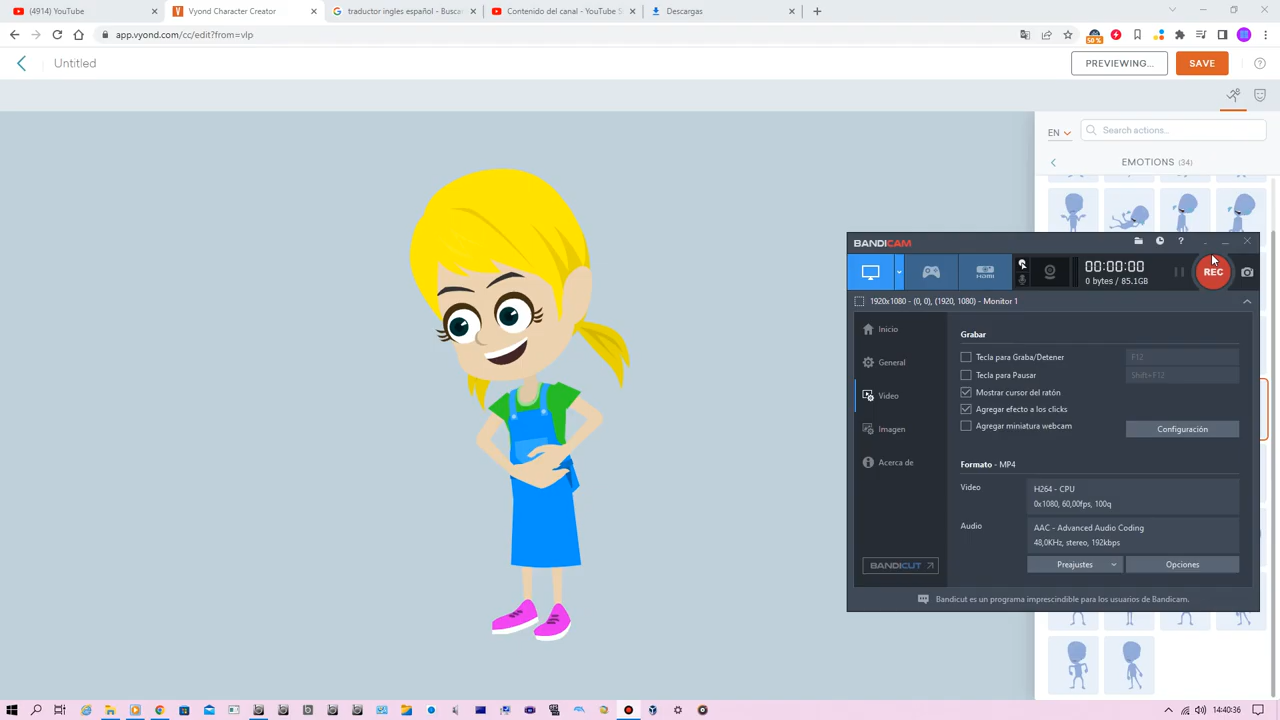 (4914) YouTube
Vyond Character Creator
traductor ingles español - Buscar
Contenido del canal - YouTube S
Descargas
app.vyond.com/cc/edit?from=vlp
50 %
Untitled
PREVIEWING...
SAVE
EN
Search actions...
EMOTIONS (34)
BANDICAM
HDMI
00:00:00
0 bytes / 85.1GB
REC
1920x1080 - (0, 0), (1920, 1080) - Monitor 1
Inicio
General
Video
Imagen
Acerca de
BANDICUT
Grabar
Tecla para Graba/Detener
F12
Tecla para Pausar
Shift+F12
Mostrar cursor del ratón
Agregar efecto a los clicks
Agregar miniatura webcam
Configuración
Formato - MP4
Video
H264 - CPU
0x1080, 60,00fps, 100q
Audio
AAC - Advanced Audio Coding
48,0KHz, stereo, 192kbps
Preajustes
Opciones
Bandicut es un programa imprescindible para los usuarios de Bandicam.
14:40:36